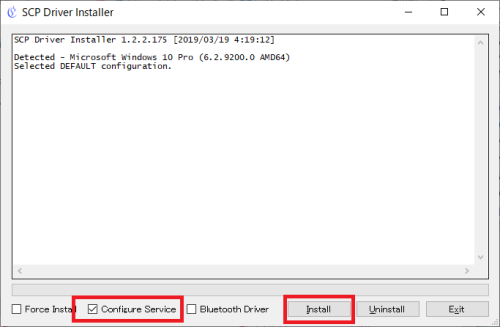 SCP Driver Installer
SCP Driver Installer 1.2.2.175 [2019/03/19 4:19:12]
Detected - Microsoft Windows 10 Pro (6.2.9200.0 AMD64)
Selected DEFAULT configuration.
Force Install Configure Service Bluetooth Driver Install Uninstall Exit